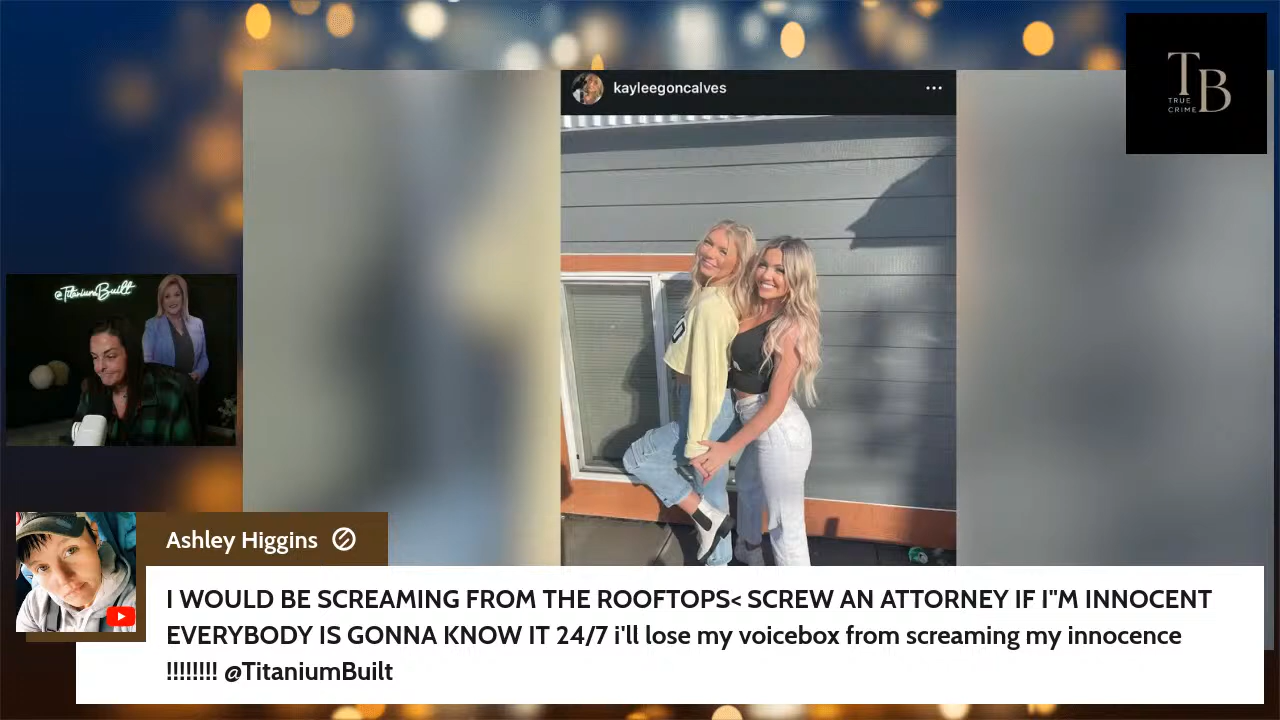 kayleegoncalves
TB
TRUE
CRIME
@TitaniumBuilt
Ashley Higgins
I WOULD BE SCREAMING FROM THE ROOFTOPS< SCREW AN ATTORNEY IF I"M INNOCENT
EVERYBODY IS GONNA KNOW IT 24/7 i'll lose my voicebox from screaming my innocence
!!!!!!!! @TitaniumBuilt